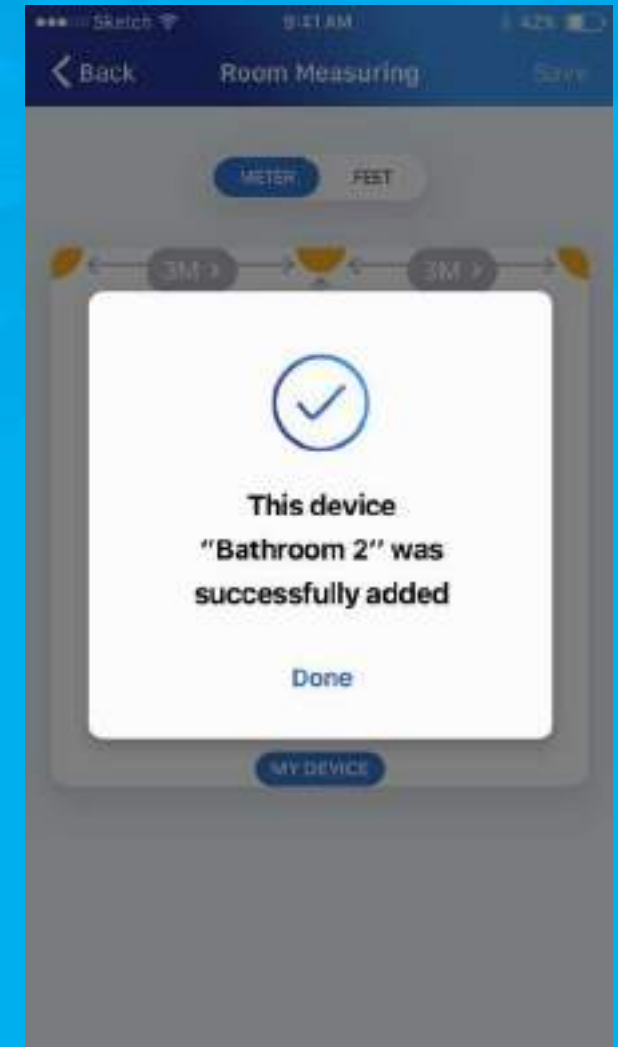 Sketch 9:41 AM 42%
Back Room Measuring Save
METER FEET
3M > 3M >
This device
“Bathroom 2” was
successfully added
Done
MY DEVICE